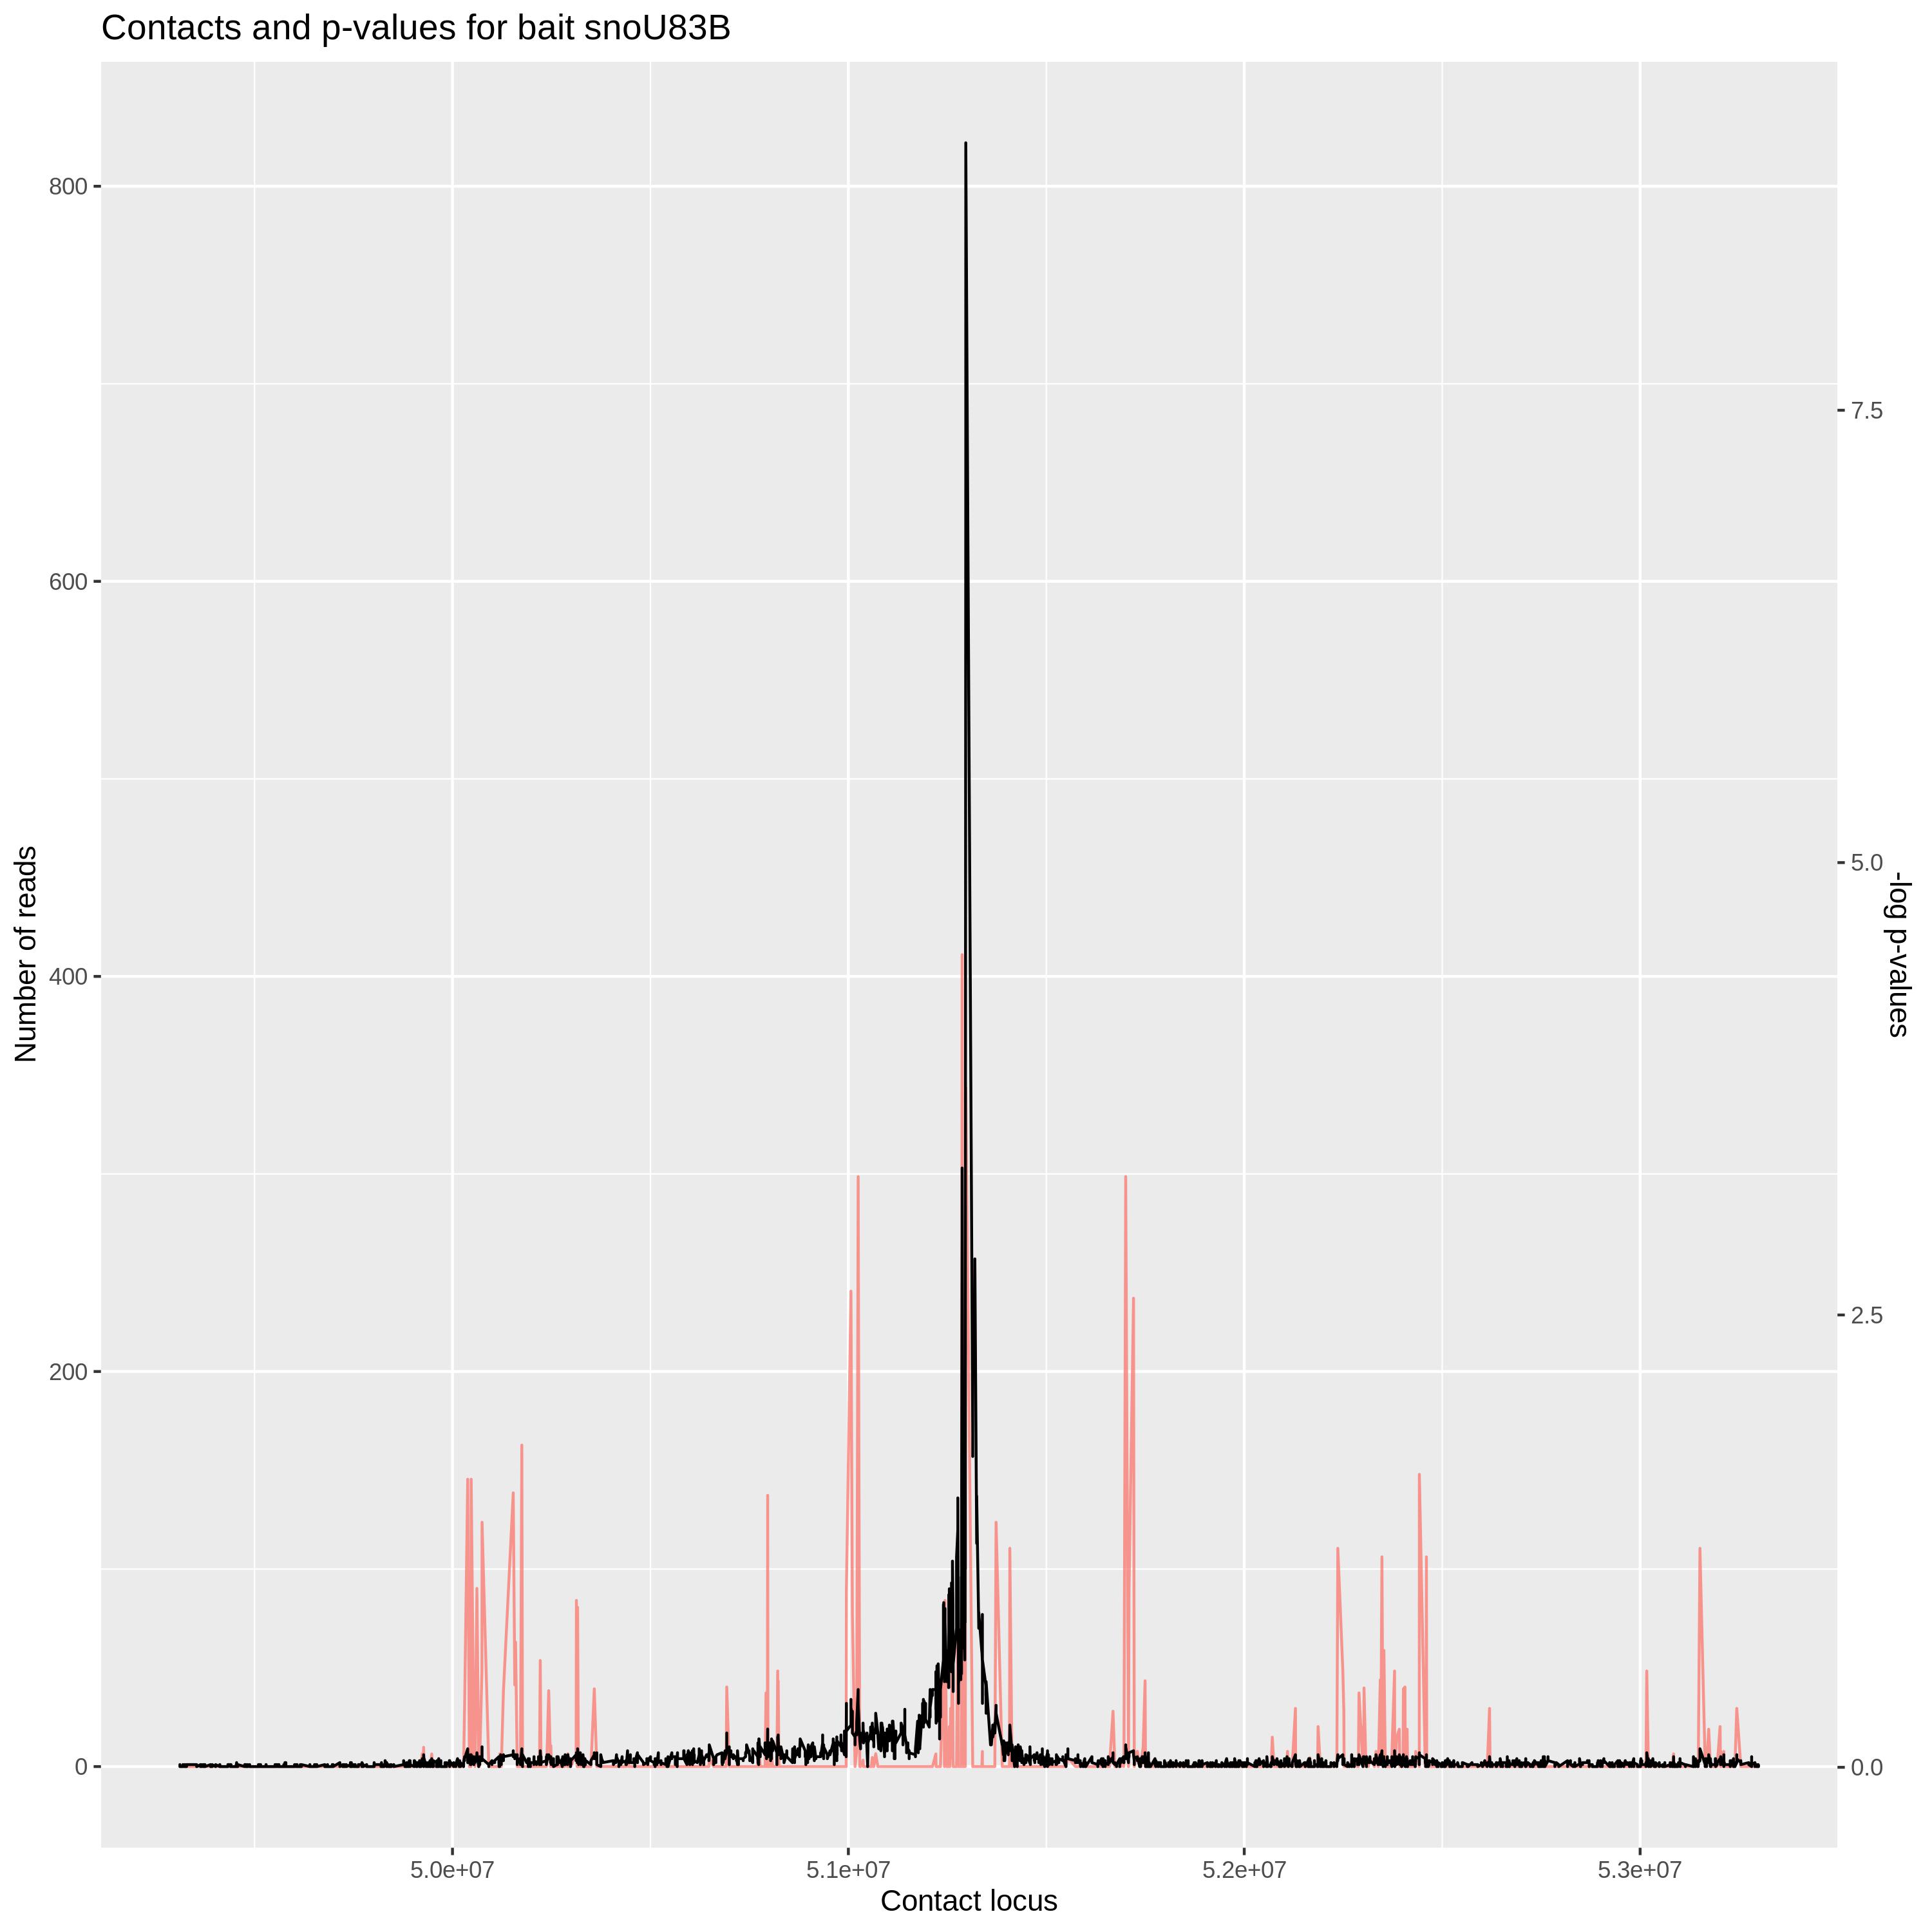 Contacts and p-values for bait snoU83B
800
600
400
200
0
Number of reads
7.5
5.0
2.5
0.0
-log p-values
5.0e+07
5.1e+07
5.2e+07
5.3e+07
Contact locus